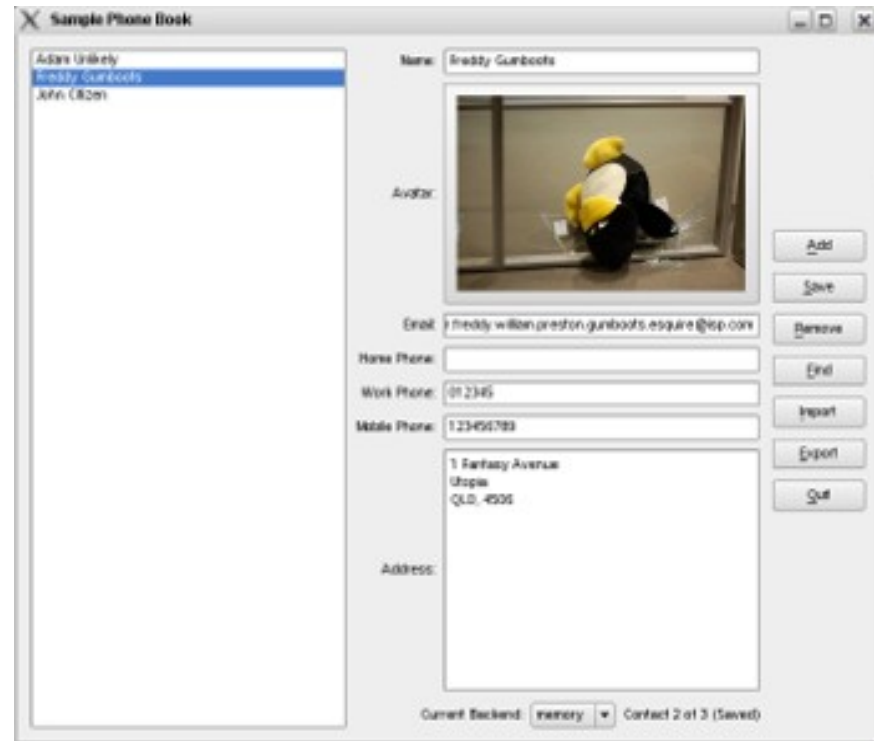 Sample Phone Book
Adam Unlikely
Freddy Gumboots
John Citizen
Name: Freddy Gumboots
Avatar:
Email: freddy.william.preston.gumboots.esquire@isp.com
Home Phone:
Work Phone: 012345
Mobile Phone: 123456789
Address: 1 Fantasy Avenue
Utopia
QLD, 4506
Add
Save
Remove
Find
Import
Export
Quit
Current Backend: memory Contact 2 of 3 (Saved)